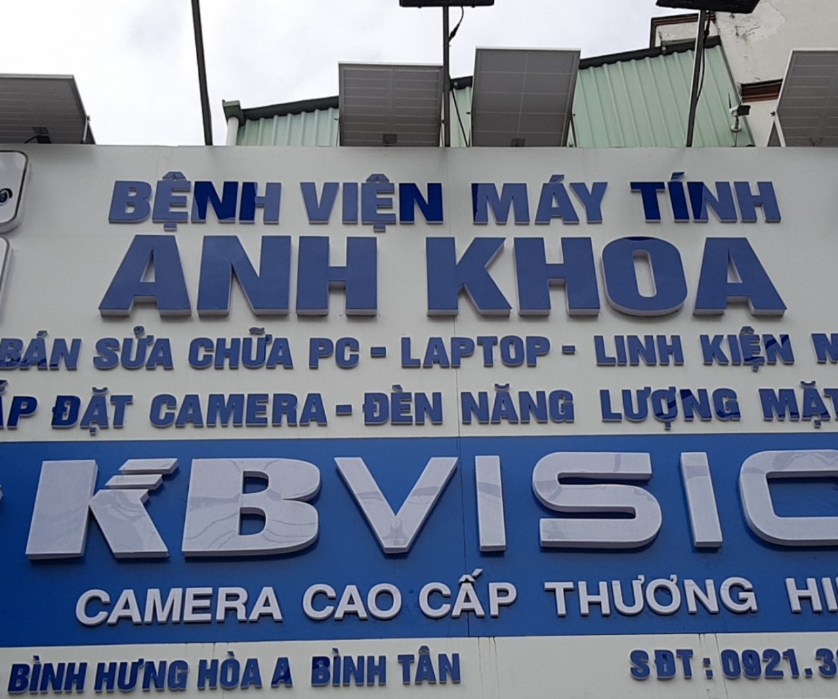 BỆNH VIỆN MÁY TÍNH
ANH KHOA
BÁN SỬA CHỮA PC - LAPTOP - LINH KIỆN
ĐẶT CAMERA - ĐÈN NĂNG LƯỢNG
KBVISIO
CAMERA CAO CẤP THƯƠNG
BÌNH HƯNG HÒA A BÌNH TÂN
SĐT : 0921.3